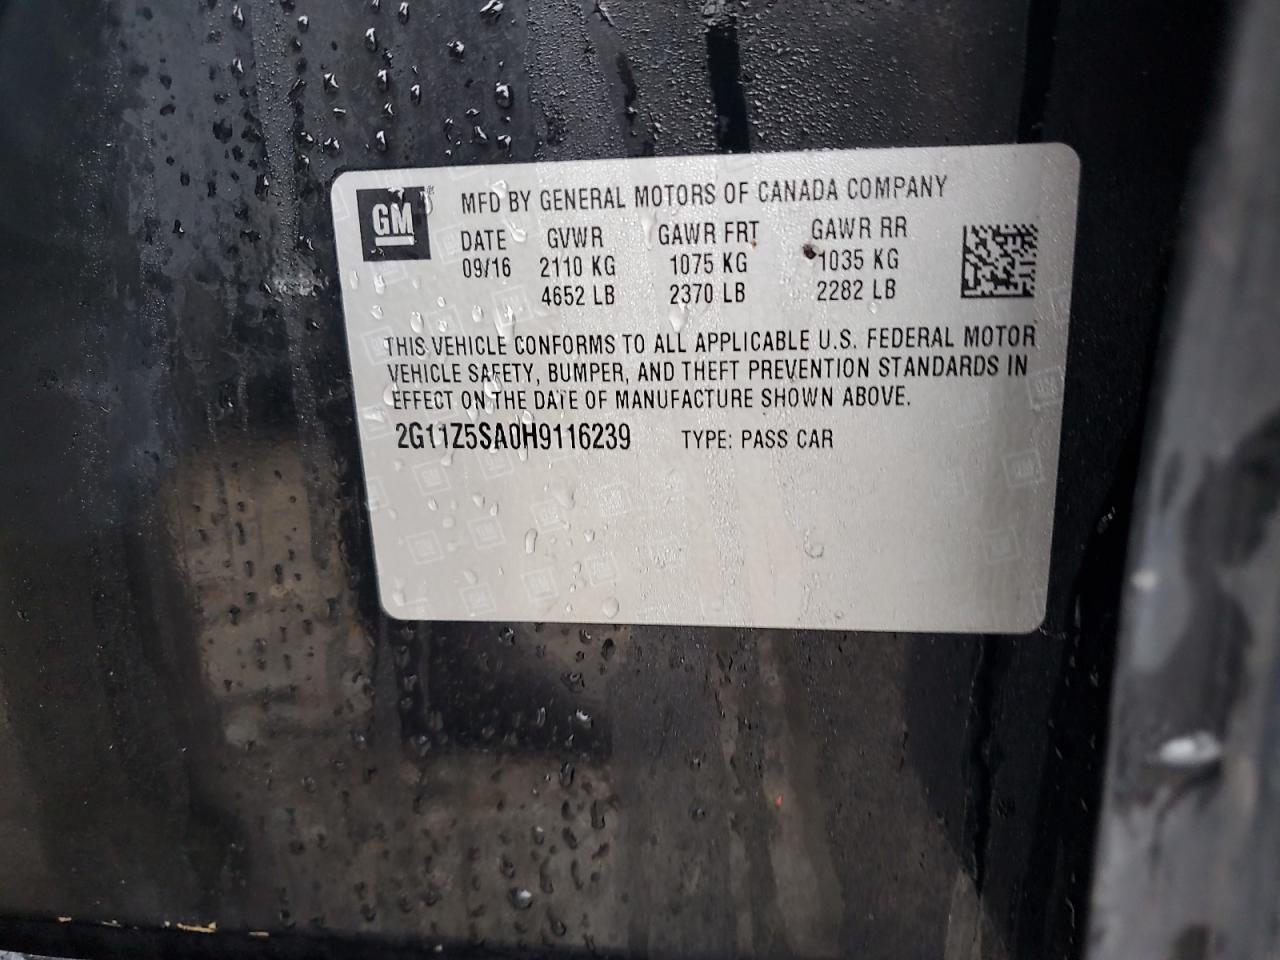 GM
MFD BY GENERAL MOTORS OF CANADA COMPANY
DATE GVWR GAWR FRT GAWR RR
09/16 2110 KG 1075 KG 1035 KG
4652 LB 2370 LB 2282 LB
THIS VEHICLE CONFORMS TO ALL APPLICABLE U.S. FEDERAL MOTOR
VEHICLE SAFETY, BUMPER, AND THEFT PREVENTION STANDARDS IN
EFFECT ON THE DATE OF MANUFACTURE SHOWN ABOVE.
2G11Z5SA0H9116239 TYPE: PASS CAR